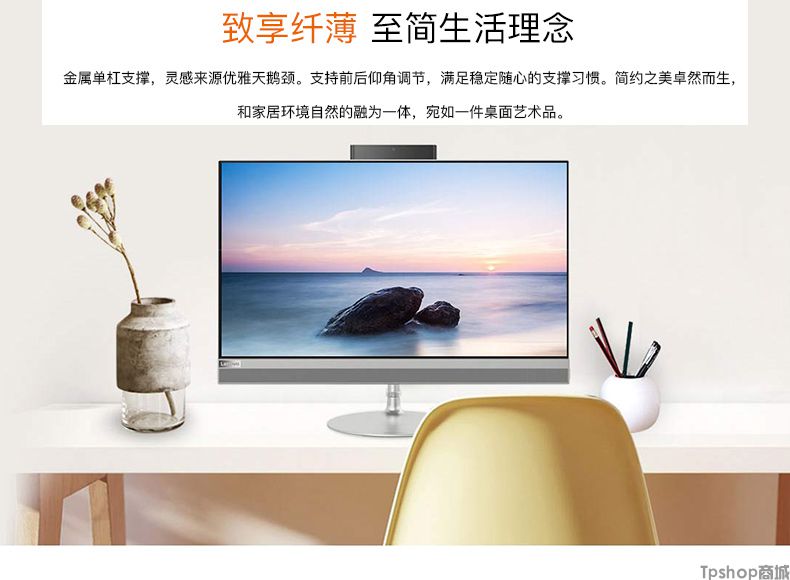 致享纤薄 至简生活理念
金属单杠支撑，灵感来源优雅天鹅颈。支持前后仰角调节，满足稳定随心的支撑习惯。简约之美卓然而生，
和家居环境自然的融为一体，宛如一件桌面艺术品。
Lenovo
Tpshop商城